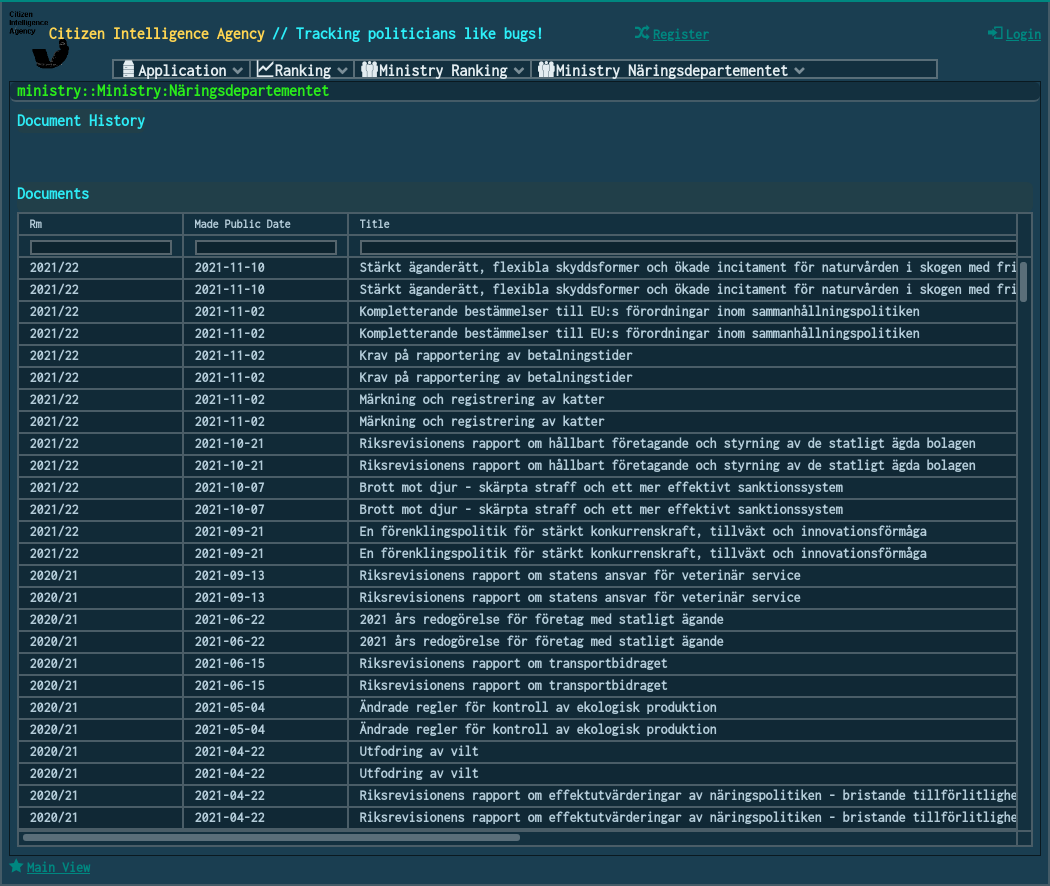 Citizen
Intelligence
Agency
Citizen Intelligence Agency // Tracking politicians like bugs!
Register
Login
Application
Ranking
Ministry Ranking
Ministry Näringsdepartementet
ministry::Ministry:Näringsdepartementet
Document History
Documents
Rm Made Public Date Title
2021/22 2021-11-10 Stärkt äganderätt, flexibla skyddsformer och ökade incitament för naturvården i skogen med fri
2021/22 2021-11-10 Stärkt äganderätt, flexibla skyddsformer och ökade incitament för naturvården i skogen med fri
2021/22 2021-11-02 Kompletterande bestämmelser till EU:s förordningar inom sammanhållningspolitiken
2021/22 2021-11-02 Kompletterande bestämmelser till EU:s förordningar inom sammanhållningspolitiken
2021/22 2021-11-02 Krav på rapportering av betalningstider
2021/22 2021-11-02 Krav på rapportering av betalningstider
2021/22 2021-11-02 Märkning och registrering av katter
2021/22 2021-11-02 Märkning och registrering av katter
2021/22 2021-10-21 Riksrevisionens rapport om hållbart företagande och styrning av de statligt ägda bolagen
2021/22 2021-10-21 Riksrevisionens rapport om hållbart företagande och styrning av de statligt ägda bolagen
2021/22 2021-10-07 Brott mot djur - skärpta straff och ett mer effektivt sanktionssystem
2021/22 2021-10-07 Brott mot djur - skärpta straff och ett mer effektivt sanktionssystem
2021/22 2021-09-21 En förenklingspolitik för stärkt konkurrenskraft, tillväxt och innovationsförmåga
2021/22 2021-09-21 En förenklingspolitik för stärkt konkurrenskraft, tillväxt och innovationsförmåga
2020/21 2021-09-13 Riksrevisionens rapport om statens ansvar för veterinär service
2020/21 2021-09-13 Riksrevisionens rapport om statens ansvar för veterinär service
2020/21 2021-06-22 2021 års redogörelse för företag med statligt ägande
2020/21 2021-06-22 2021 års redogörelse för företag med statligt ägande
2020/21 2021-06-15 Riksrevisionens rapport om transportbidraget
2020/21 2021-06-15 Riksrevisionens rapport om transportbidraget
2020/21 2021-05-04 Ändrade regler för kontroll av ekologisk produktion
2020/21 2021-05-04 Ändrade regler för kontroll av ekologisk produktion
2020/21 2021-04-22 Utfodring av vilt
2020/21 2021-04-22 Utfodring av vilt
2020/21 2021-04-22 Riksrevisionens rapport om effektutvärderingar av näringspolitiken - bristande tillförlitlighe
2020/21 2021-04-22 Riksrevisionens rapport om effektutvärderingar av näringspolitiken - bristande tillförlitlighe
Main View